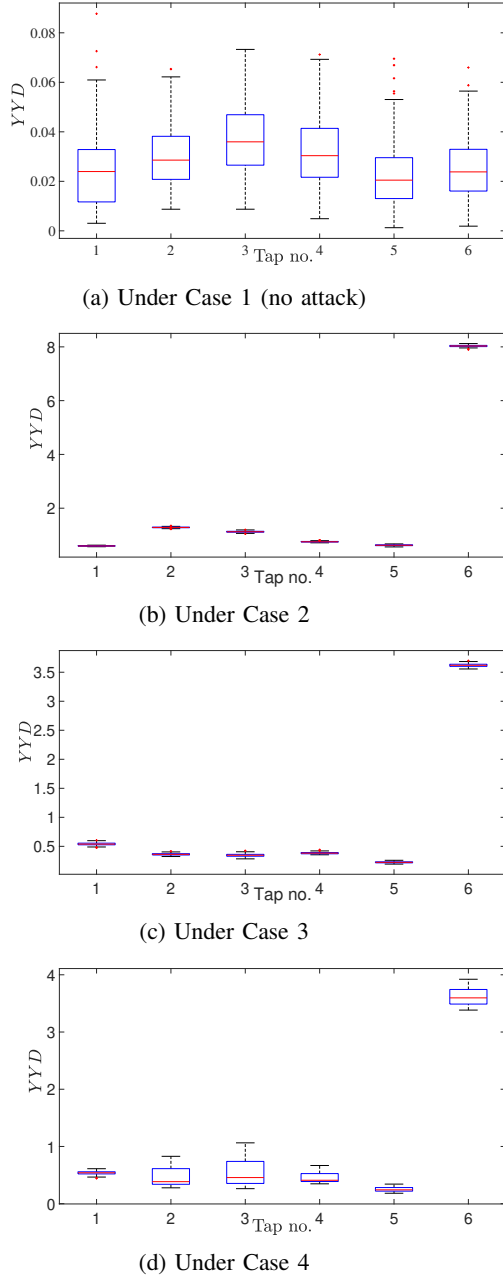 0.08
0.06
0.04
0.02
0
YYD
1 2 3 4 5 6
Tap no.
(a) Under Case 1 (no attack)
8
6
4
2
YYD
1 2 3 4 5 6
Tap no.
(b) Under Case 2
3.5
3
2.5
2
1.5
1
0.5
YYD
1 2 3 4 5 6
Tap no.
(c) Under Case 3
4
3
2
1
0
YYD
1 2 3 4 5 6
Tap no.
(d) Under Case 4